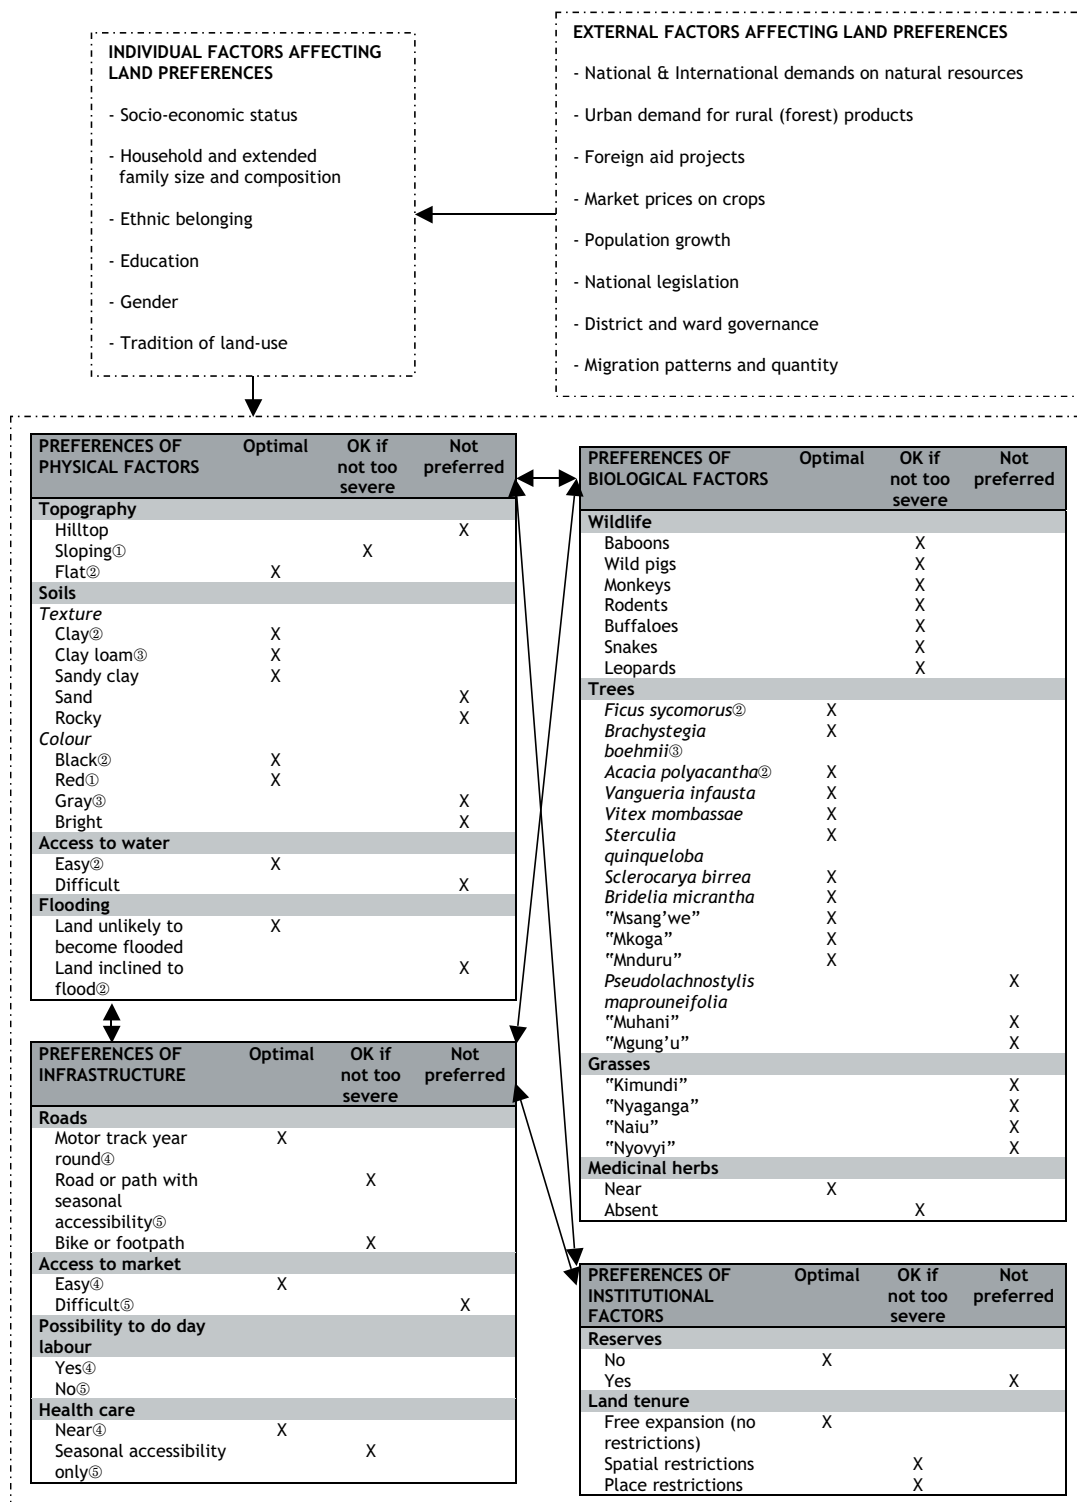 INDIVIDUAL FACTORS AFFECTING
LAND PREFERENCES
- Socio-economic status
- Household and extended
family size and composition
- Ethnic belonging
- Education
- Gender
- Tradition of land-use
EXTERNAL FACTORS AFFECTING LAND PREFERENCES
- National & International demands on natural resources
- Urban demand for rural (forest) products
- Foreign aid projects
- Market prices on crops
- Population growth
- National legislation
- District and ward governance
- Migration patterns and quantity
PREFERENCES OF Optimal OK if Not
PHYSICAL FACTORS not too preferred
severe
Topography
Hilltop X
Sloping① X
Flat② X
Soils
Texture
Clay② X
Clay loam③ X
Sandy clay X
Sand X
Rocky X
Colour
Black② X
Red① X
Gray③ X
Bright X
Access to water
Easy② X
Difficult X
Flooding
Land unlikely to X
become flooded
Land inclined to X
flood②
PREFERENCES OF Optimal OK if Not
INFRASTRUCTURE not too preferred
severe
Roads
Motor track year X
round④
Road or path with X
seasonal
accessibility⑤
Bike or footpath X
Access to market
Easy④ X
Difficult⑤ X
Possibility to do day
labour
Yes④
No⑤
Health care
Near④ X
Seasonal accessibility X
only⑤
PREFERENCES OF Optimal OK if Not
BIOLOGICAL FACTORS not too preferred
severe
Wildlife
Baboons X
Wild pigs X
Monkeys X
Rodents X
Buffaloes X
Snakes X
Leopards X
Trees
Ficus sycomorus② X
Brachystegia X
boehmii③
Acacia polyacantha② X
Vangueria infausta X
Vitex mombassae X
Sterculia X
quinqueloba
Sclerocarya birrea X
Bridelia micrantha X
"Msang'we" X
"Mkoga" X
"Mnduru" X
Pseudolachnostylis X
maprouneifolia
"Muhani" X
"Mgung'u" X
Grasses
"Kimundi" X
"Nyaganga" X
"Naiu" X
"Nyovyi" X
Medicinal herbs
Near X
Absent X
PREFERENCES OF Optimal OK if Not
INSTITUTIONAL not too preferred
FACTORS severe
Reserves
No X
Yes X
Land tenure
Free expansion (no X
restrictions)
Spatial restrictions X
Place restrictions X